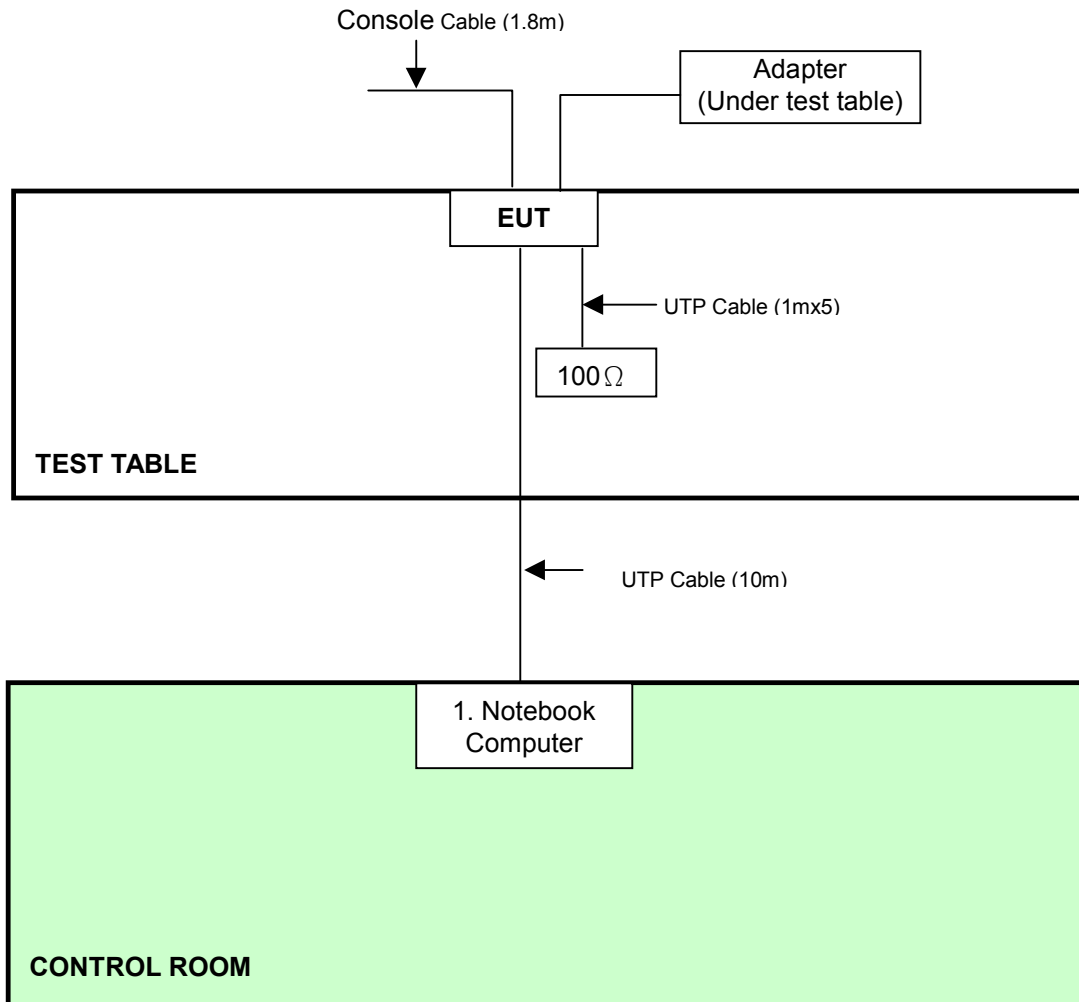 Console Cable (1.8m)
Adapter
(Under test table)
EUT
UTP Cable (1mx5)
100Ω
TEST TABLE
UTP Cable (10m)
1. Notebook
Computer
CONTROL ROOM